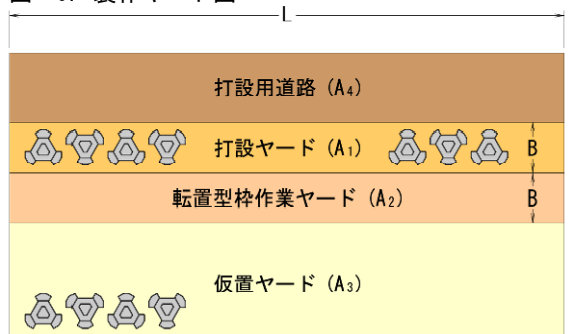 L
打設用道路 (A₄)
打設ヤード (A₁)
B
転置型枠作業ヤード (A₂)
B
仮置ヤード (A₃)